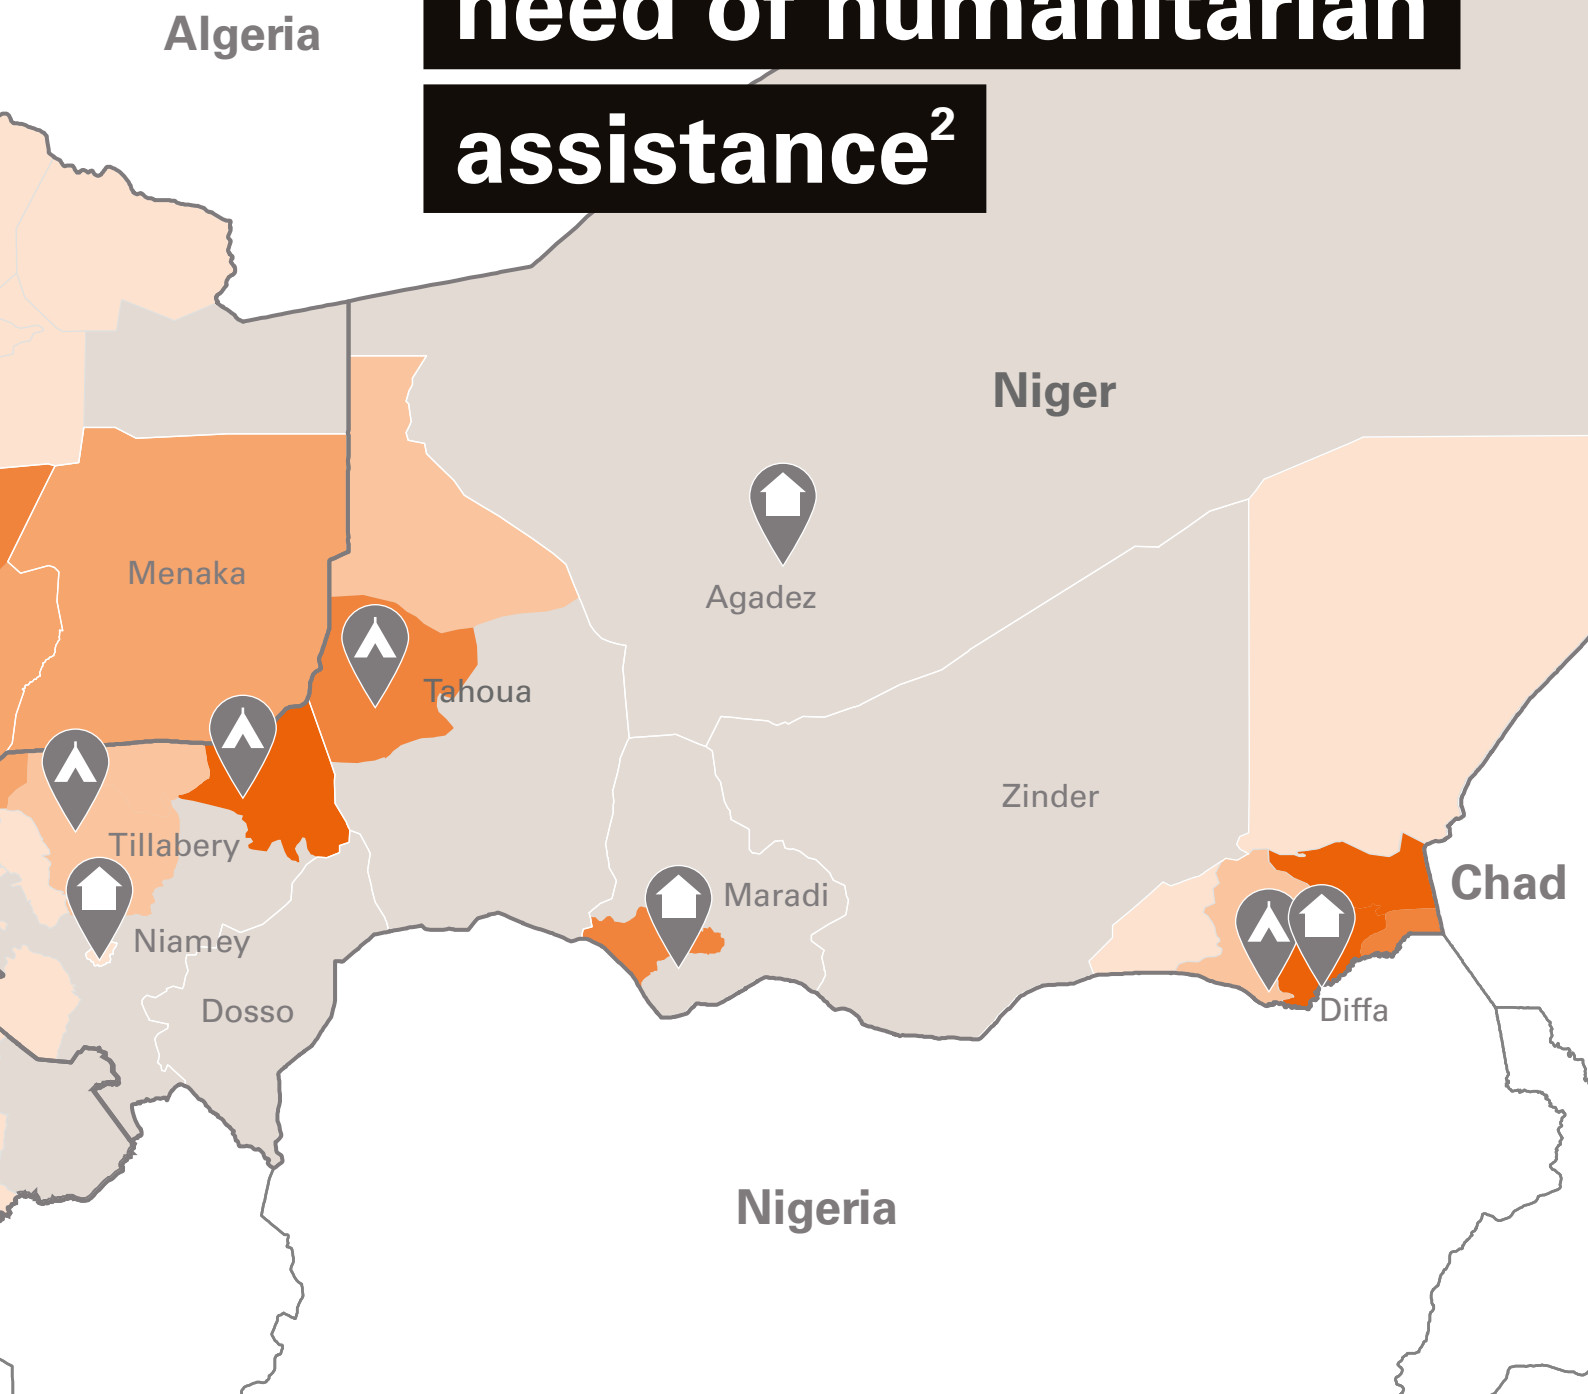 need of humanitarian
Algeria
assistance²
Niger
Menaka
Agadez
Tahoua
Zinder
Tillabery
Chad
Maradi
Niamey
Dosso
Diffa
Nigeria